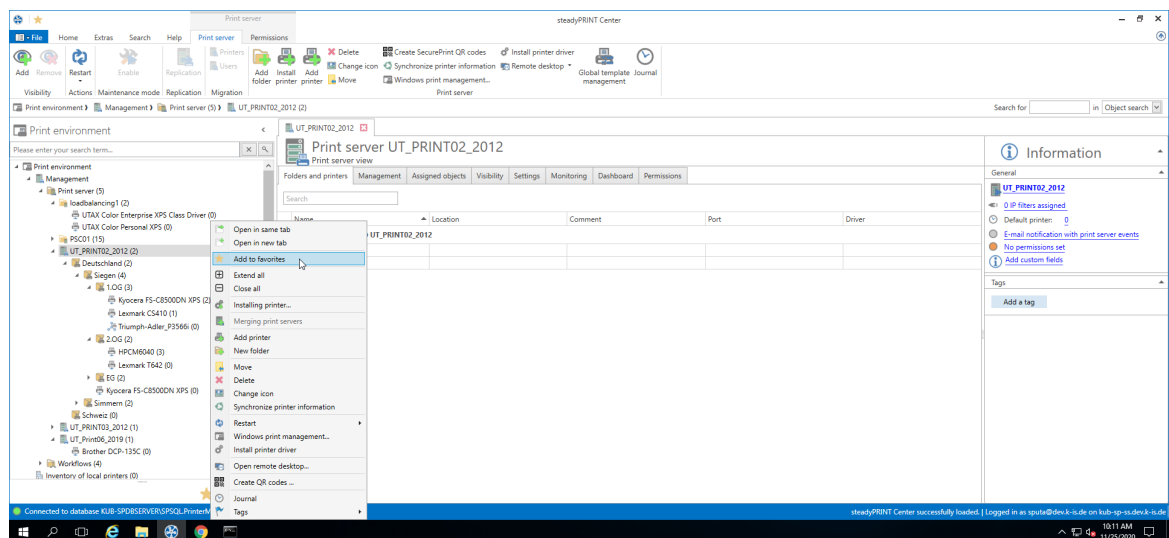 Print server
steadyPRINT Center
File Home Extras Search Help Print server Permissions
Add Remove Restart Enable Replication Printers Users Add folder Install printer Add printer
Delete Change icon Move
Create SecurePrint QR codes Synchronize printer information Windows print management...
Install printer driver Remote desktop
Global template management Journal
Visibility Actions Maintenance mode Replication Migration Print server
Print environment Management Print server (5) UT_PRINT02_2012 (2)
Search for in Object search
Print environment
Please enter your search term...
Print environment
Management
Print server (5)
loadbalancing1 (2)
UTAX Color Enterprise XPS Class Driver (0)
UTAX Color Personal XPS (0)
PSC01 (15)
UT_PRINT02_2012 (2)
Deutschland (2)
Siegen (4)
1.OG (3)
Kyocera FS-C8500DN XPS (2)
Lexmark CS410 (1)
Triumph-Adler_P3566i (0)
2.OG (2)
HPCM6040 (3)
Lexmark T642 (0)
EG (2)
Kyocera FS-C8500DN XPS (0)
Simmern (2)
Schweiz (0)
UT_PRINT03_2012 (1)
UT_Print06_2019 (1)
Brother DCP-135C (0)
Workflows (4)
Inventory of local printers (0)
Open in same tab
Open in new tab
Add to favorites
Extend all
Close all
Installing printer...
Merging print servers
Add printer
New folder
Move
Delete
Change icon
Synchronize printer information
Restart
Windows print management...
Install printer driver
Open remote desktop...
Create QR codes ...
Journal
Tags
UT_PRINT02_2012
Print server UT_PRINT02_2012
Print server view
Folders and printers Management Assigned objects Visibility Settings Monitoring Dashboard Permissions
Search
Name Location Comment Port Driver
UT_PRINT02_2012
Information
General
UT_PRINT02_2012
0 IP filters assigned
Default printer: 0
E-mail notification with print server events
No permissions set
Add custom fields
Tags
Add a tag
Connected to database KUB-SPDBSERVER\SPSQL.PrinterM
steadyPRINT Center successfully loaded. | Logged in as sputa@dev.k-is.de on kub-sp-ss.dev.k-is.de
10:11 AM
11/25/2020